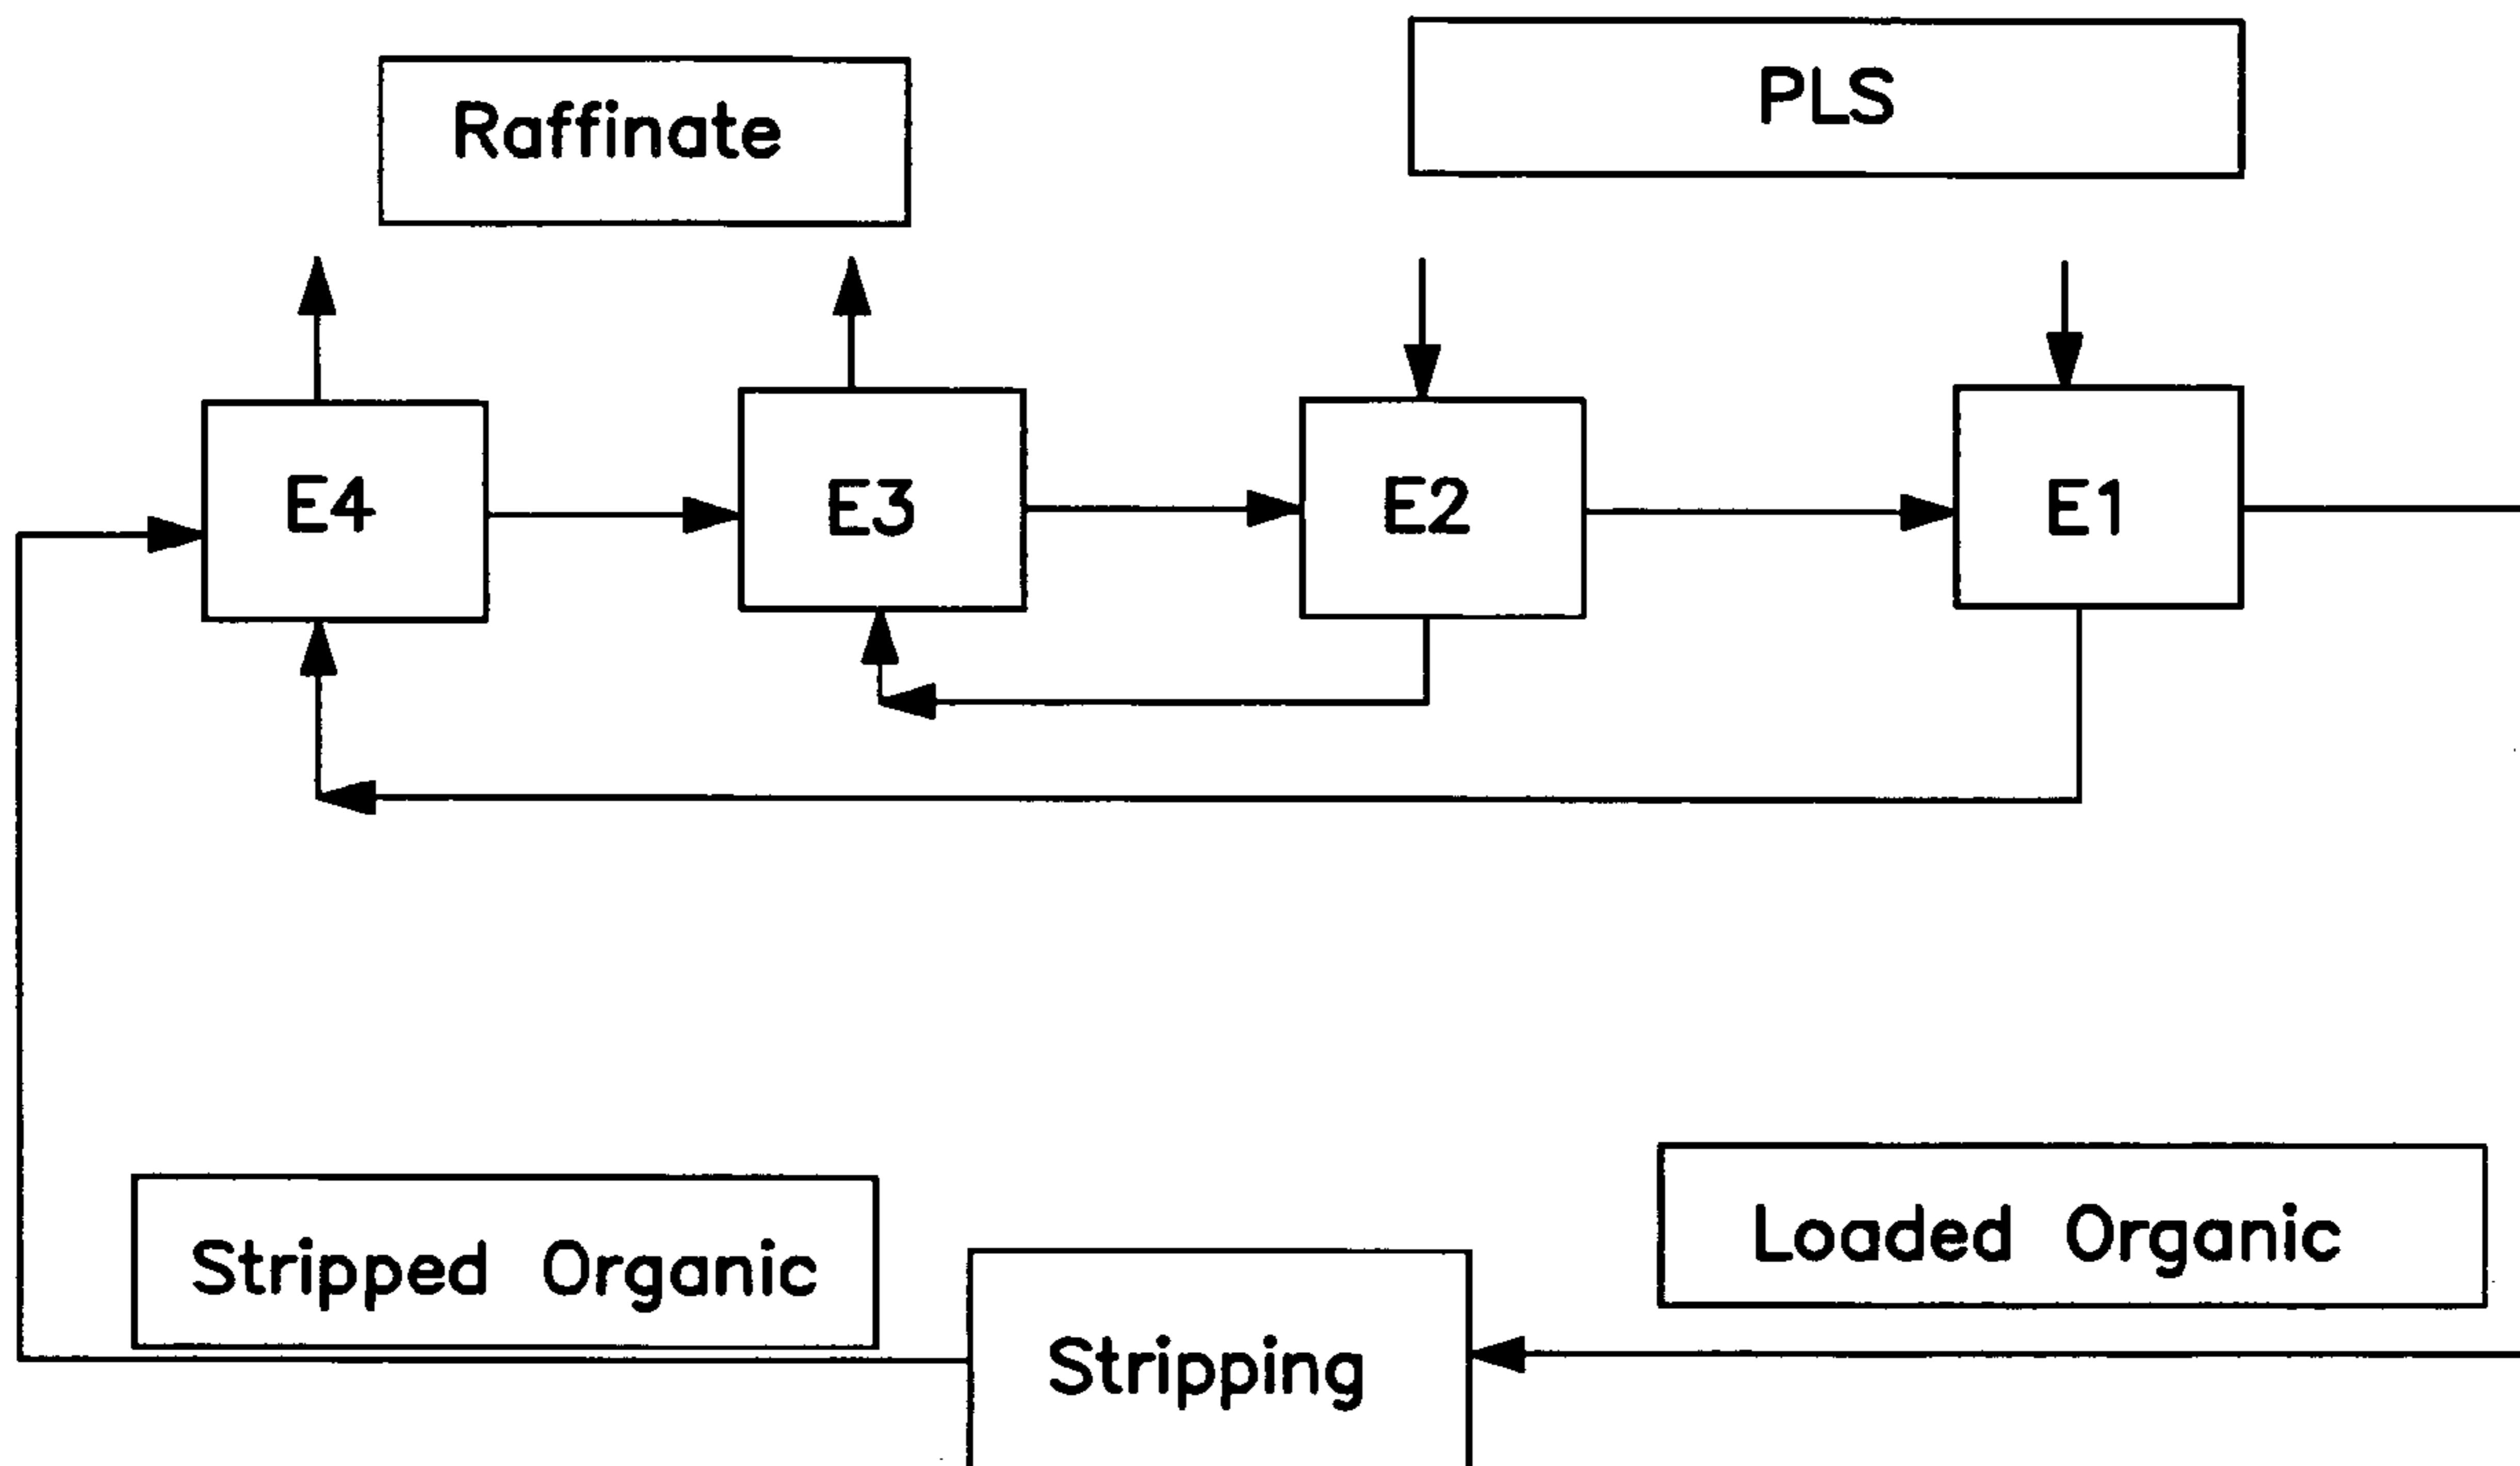 PLS
Raffinate
E4
E3
E2
E1
Loaded Organic
Stripped Organic
Stripping